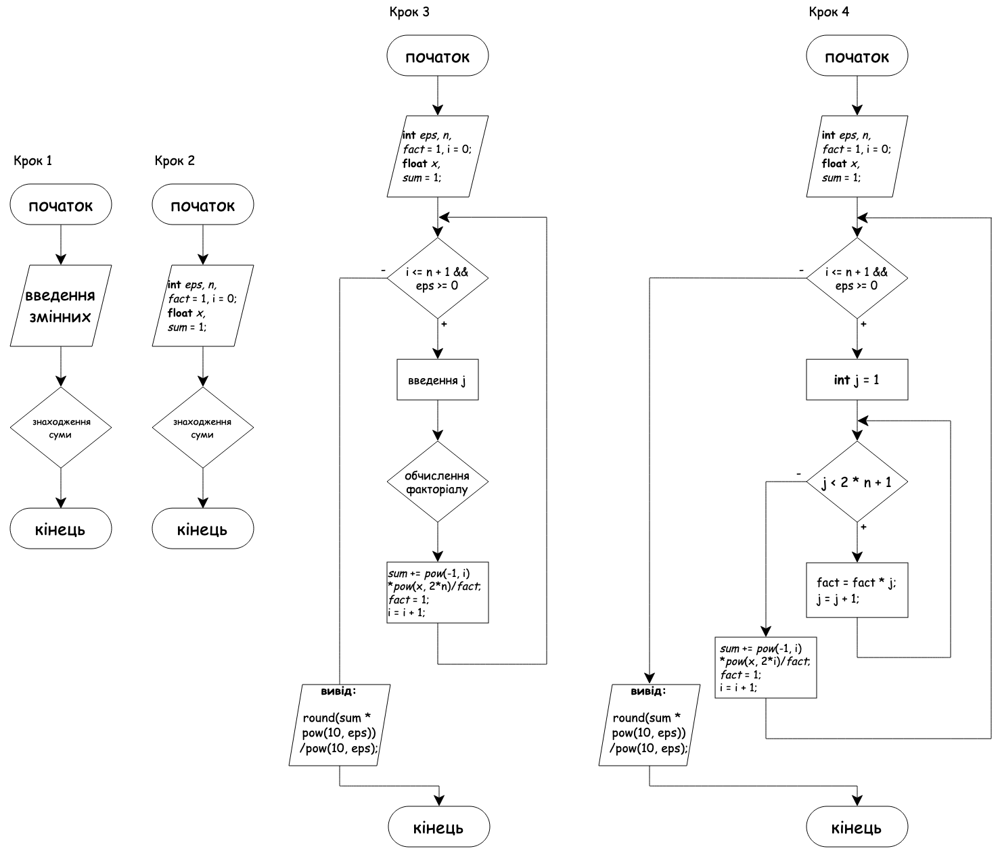 Крок 1
початок
введення
змінних
знаходження
суми
кінець
Крок 2
початок
int eps, n,
fact = 1, i = 0;
float x,
sum = 1;
знаходження
суми
кінець
Крок 3
початок
int eps, n,
fact = 1, i = 0;
float x,
sum = 1;
i <= n + 1 &&
eps >= 0
-
+
введення j
обчислення
факторіалу
sum += pow(-1, i)
*pow(x, 2*n)/fact;
fact = 1;
i = i + 1;
вивід:
round(sum *
pow(10, eps))
/pow(10, eps);
кінець
Крок 4
початок
int eps, n,
fact = 1, i = 0;
float x,
sum = 1;
i <= n + 1 &&
eps >= 0
-
+
int j = 1
j < 2 * n + 1
-
+
fact = fact * j;
j = j + 1;
sum += pow(-1, i)
*pow(x, 2*i)/fact;
fact = 1;
i = i + 1;
вивід:
round(sum *
pow(10, eps))
/pow(10, eps);
кінець